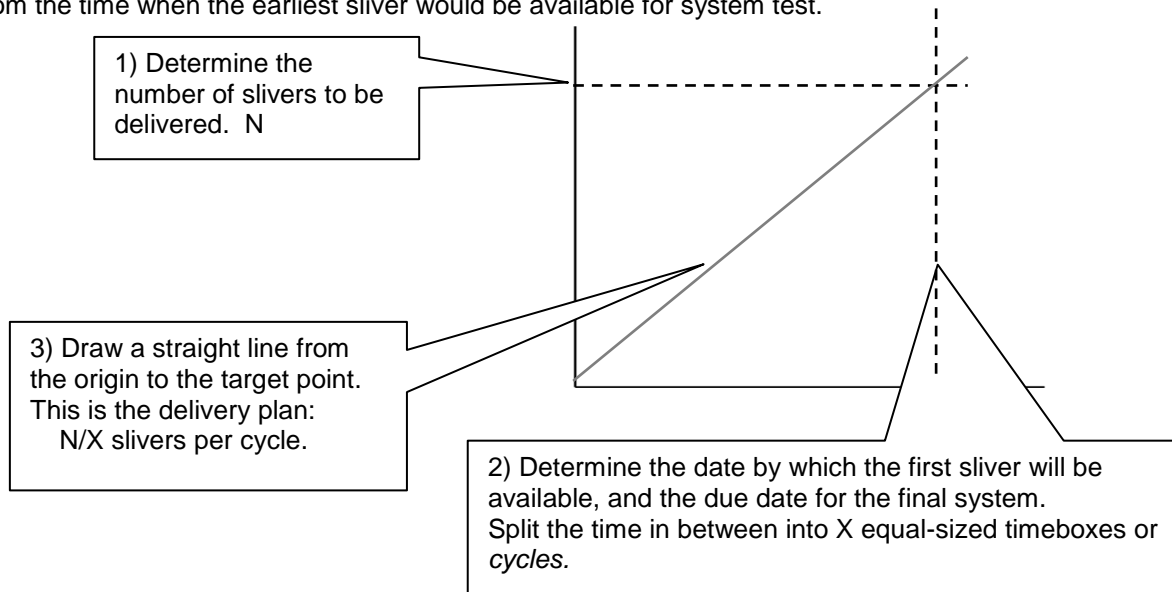 om the time when the earliest sliver would be available for system test.
1) Determine the
number of slivers to be
delivered. N
3) Draw a straight line from
the origin to the target point.
This is the delivery plan:
N/X slivers per cycle.
2) Determine the date by which the first sliver will be
available, and the due date for the final system.
Split the time in between into X equal-sized timeboxes or
cycles.